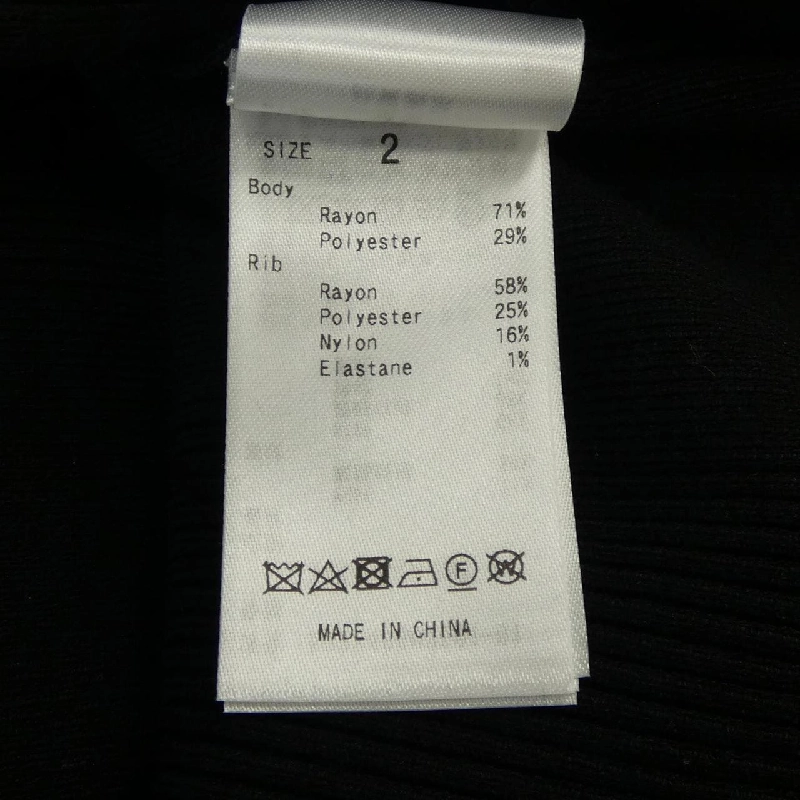 SIZE 2
Body
Rayon 71%
Polyester 29%
Rib
Rayon 58%
Polyester 25%
Nylon 16%
Elastane 1%
F W
MADE IN CHINA